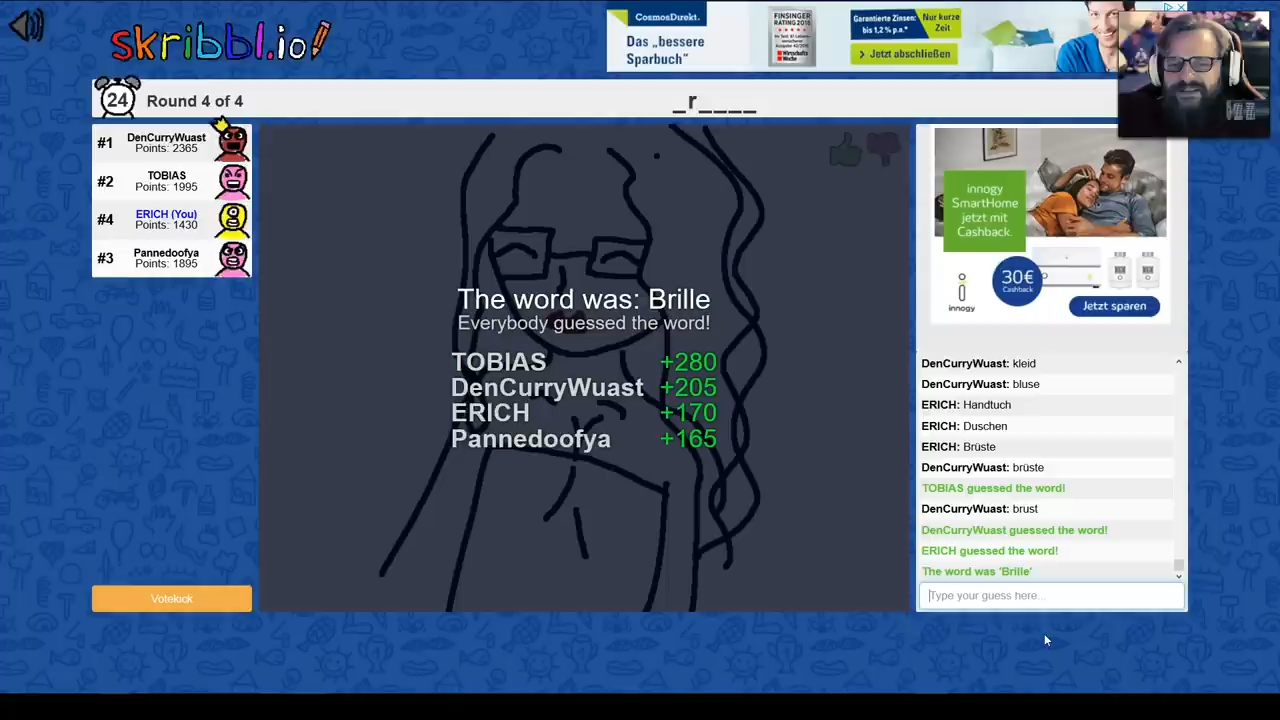 skribbl.io
CosmosDirekt.
Das „bessere
Sparbuch“
FINSINGER
RATING 2018
Garantierte Zinsen:
bis 1,2 % p.a.*
Nur kurze
Zeit
> Jetzt abschließen
24
Round 4 of 4
_r____
#1
DenCurryWuast
Points: 2365
#2
TOBIAS
Points: 1995
#4
ERICH (You)
Points: 1430
#3
Pannedoofya
Points: 1895
Votekick
The word was: Brille
Everybody guessed the word!
TOBIAS +280
DenCurryWuast +205
ERICH +170
Pannedoofya +165
innogy
SmartHome
jetzt mit
Cashback.
innogy
30€
Cashback
Jetzt sparen
DenCurryWuast: kleid
DenCurryWuast: bluse
ERICH: Handtuch
ERICH: Duschen
ERICH: Brüste
DenCurryWuast: brüste
TOBIAS guessed the word!
DenCurryWuast: brust
DenCurryWuast guessed the word!
ERICH guessed the word!
The word was 'Brille'
Type your guess here...